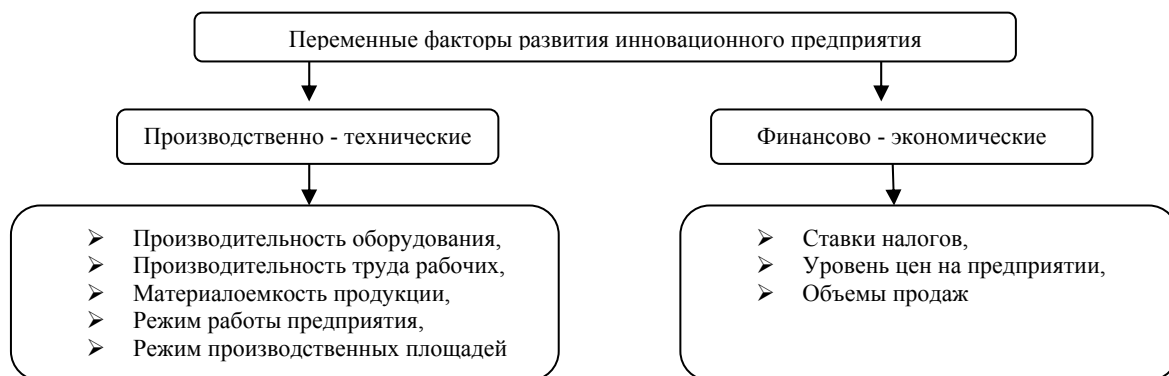 Переменные факторы развития инновационного предприятия
Производственно - технические
Финансово - экономические
Производительность оборудования,
Производительность труда рабочих,
Материалоемкость продукции,
Режим работы предприятия,
Режим производственных площадей
Ставки налогов,
Уровень цен на предприятии,
Объемы продаж